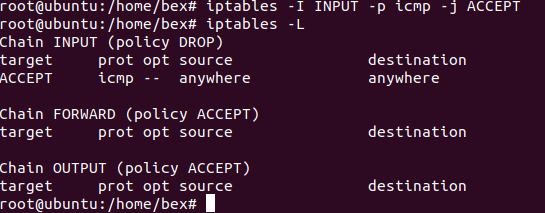 root@ubuntu:/home/bex# iptables -I INPUT -p icmp -j ACCEPT
root@ubuntu:/home/bex# iptables -L
Chain INPUT (policy DROP)
target     prot opt source               destination
ACCEPT     icmp --  anywhere             anywhere
Chain FORWARD (policy ACCEPT)
target     prot opt source               destination
Chain OUTPUT (policy ACCEPT)
target     prot opt source               destination
root@ubuntu:/home/bex#